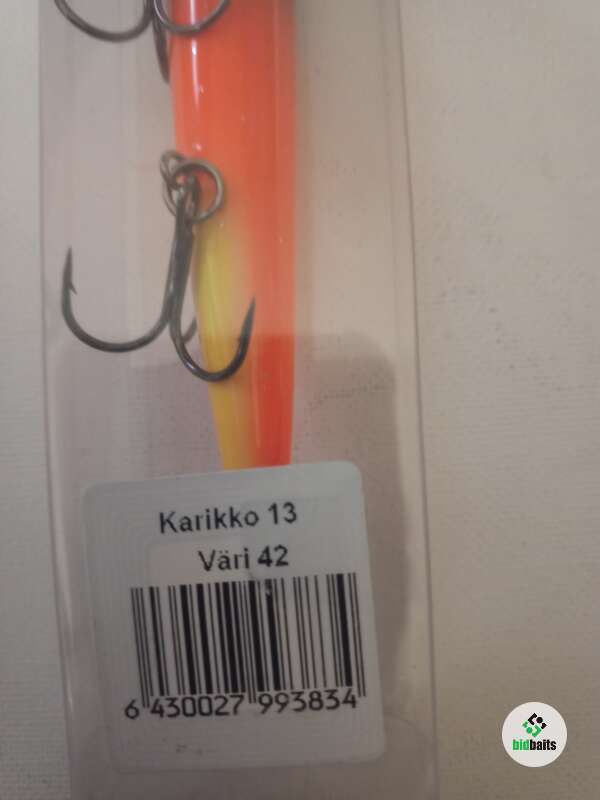 Karikko 13
Väri 42
6 430027 993834
bidbaits